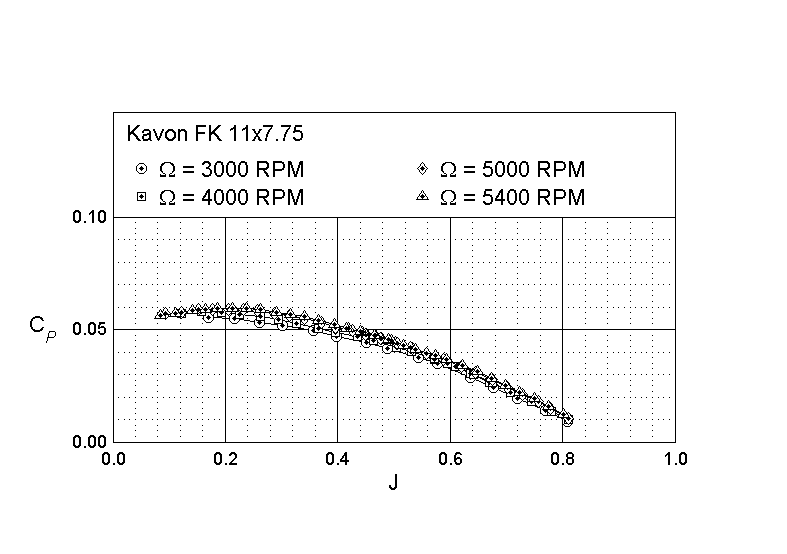 Kavon FK 11x7.75
Ω = 3000 RPM
Ω = 5000 RPM
Ω = 4000 RPM
Ω = 5400 RPM
0.10
0.05
0.00
C_P
0.0 0.2 0.4 0.6 0.8 1.0
J